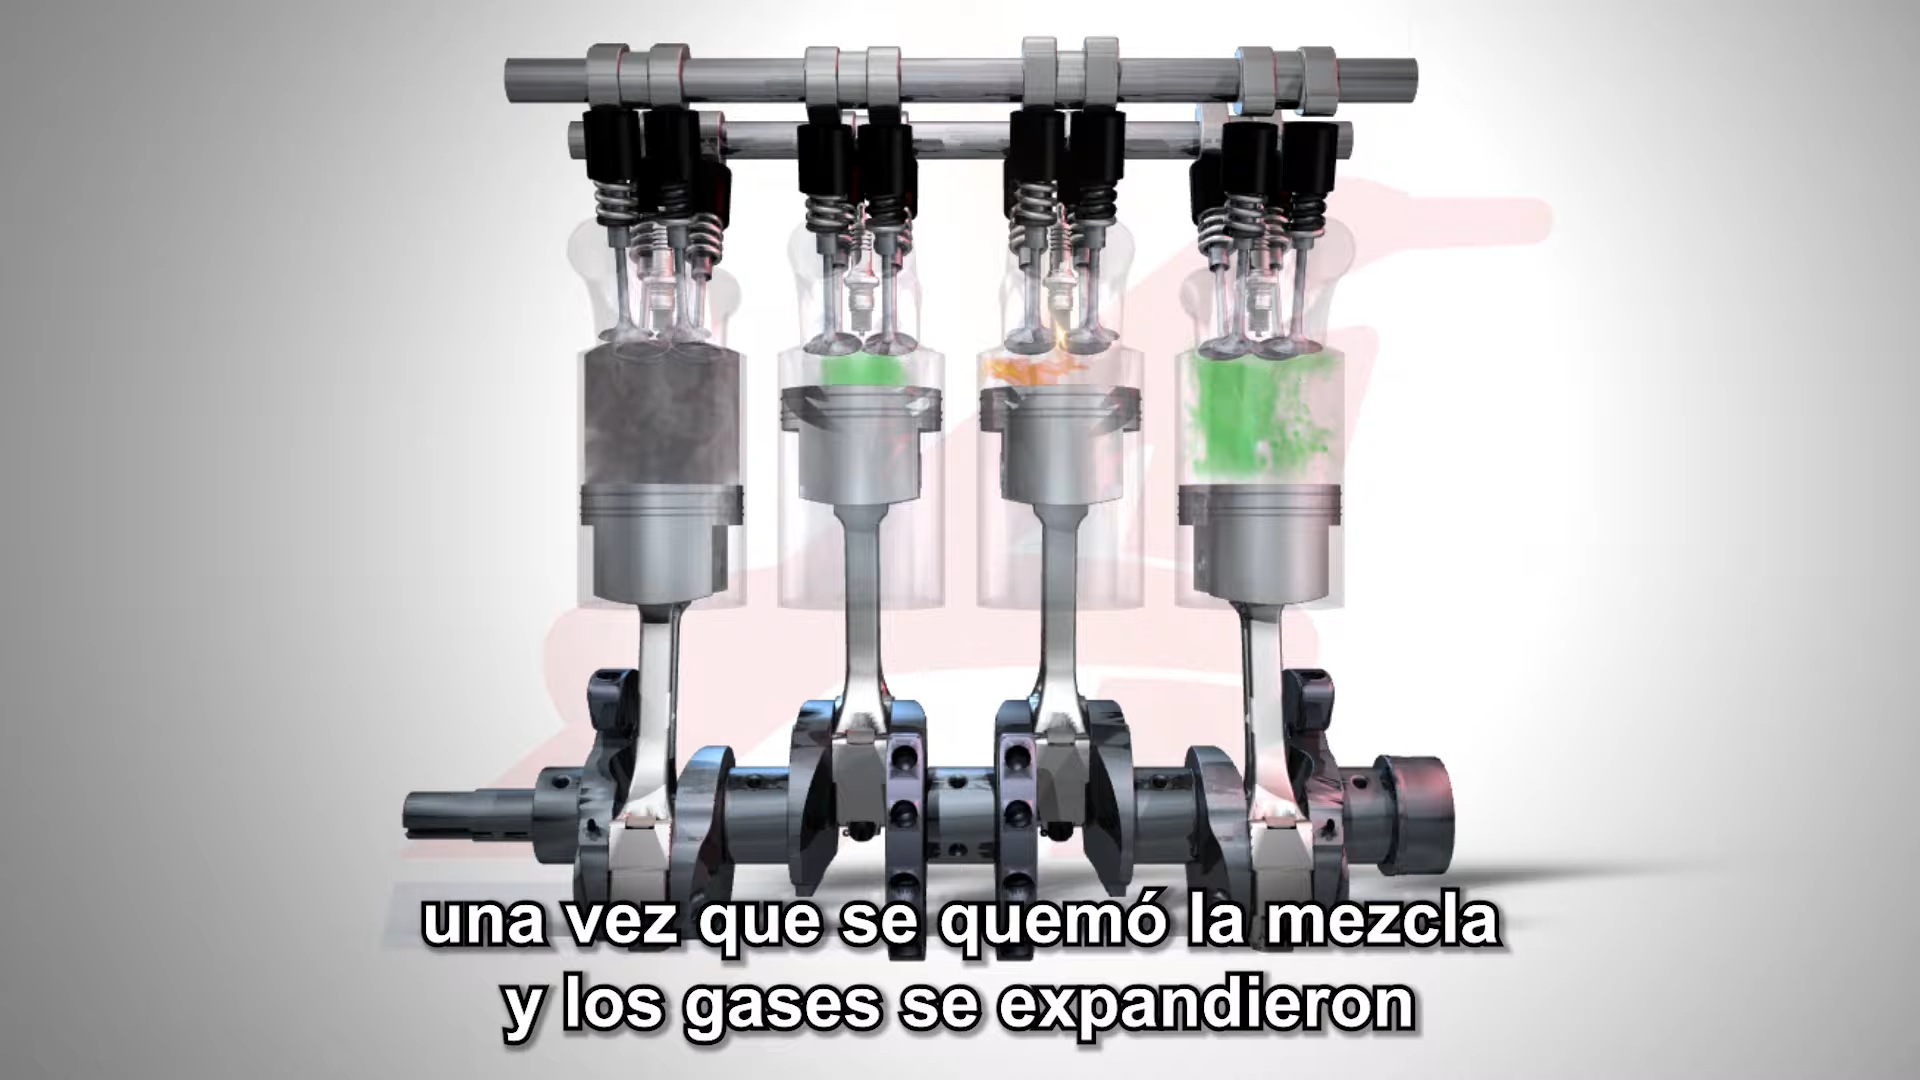 una vez que se quemó la mezcla
y los gases se expandieron